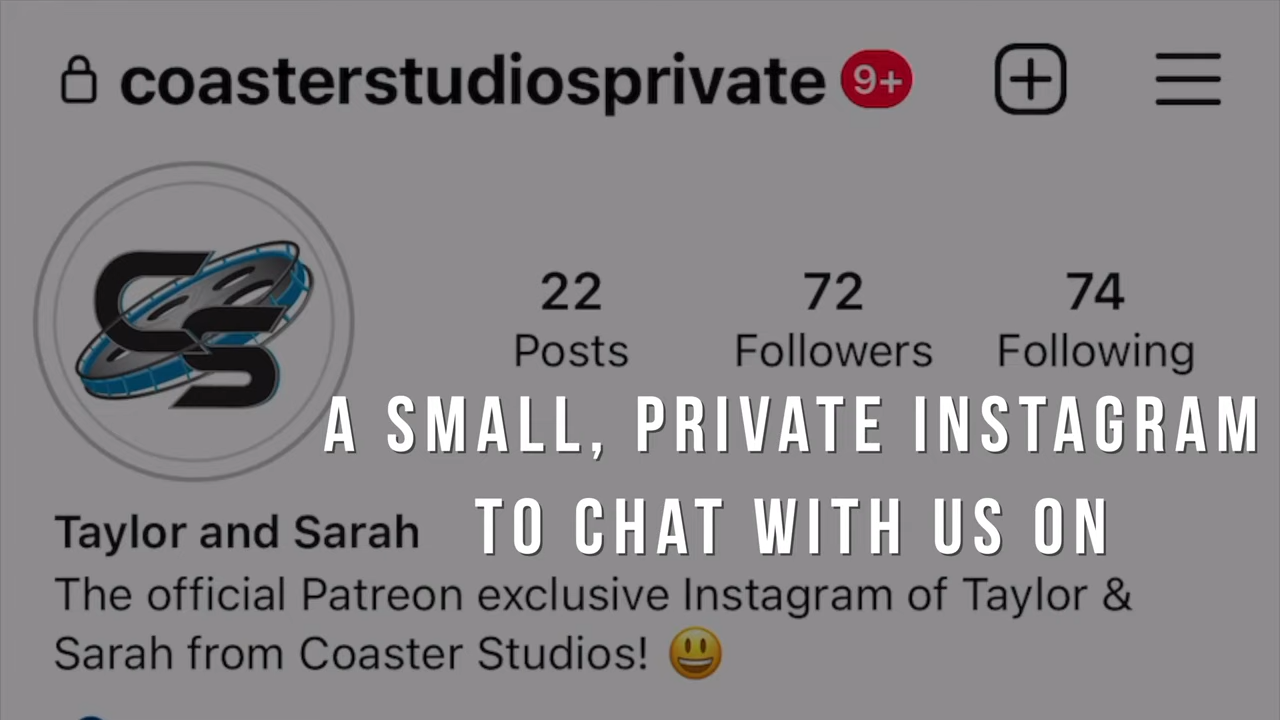 coasterstudiosprivate 9+
CS
22 72 74
Posts Followers Following
A SMALL, PRIVATE INSTAGRAM
TO CHAT WITH US ON
Taylor and Sarah
The official Patreon exclusive Instagram of Taylor &
Sarah from Coaster Studios! 😃